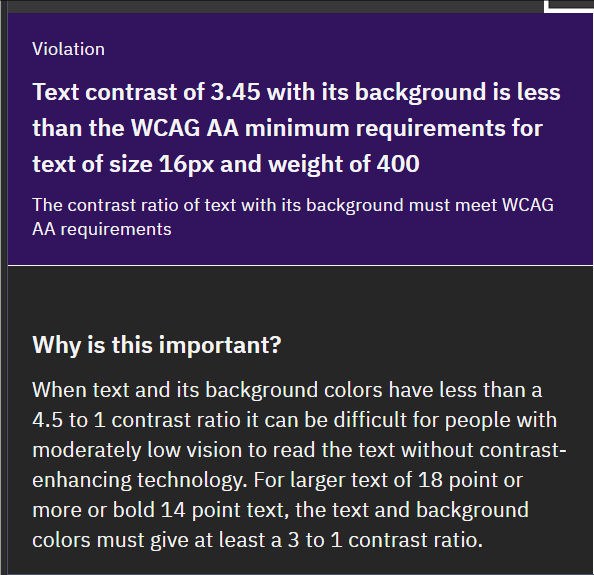 Violation
Text contrast of 3.45 with its background is less
than the WCAG AA minimum requirements for
text of size 16px and weight of 400
The contrast ratio of text with its background must meet WCAG
AA requirements
Why is this important?
When text and its background colors have less than a
4.5 to 1 contrast ratio it can be difficult for people with
moderately low vision to read the text without contrast-
enhancing technology. For larger text of 18 point or
more or bold 14 point text, the text and background
colors must give at least a 3 to 1 contrast ratio.